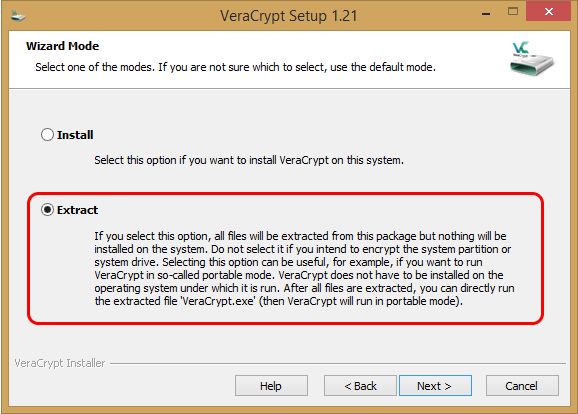 VeraCrypt Setup 1.21
Wizard Mode
Select one of the modes. If you are not sure which to select, use the default mode.
VC
Install
Select this option if you want to install VeraCrypt on this system.
Extract
If you select this option, all files will be extracted from this package but nothing will be
installed on the system. Do not select it if you intend to encrypt the system partition or
system drive. Selecting this option can be useful, for example, if you want to run
VeraCrypt in so-called portable mode. VeraCrypt does not have to be installed on the
operating system under which it is run. After all files are extracted, you can directly run
the extracted file 'VeraCrypt.exe' (then VeraCrypt will run in portable mode).
VeraCrypt Installer
Help
< Back
Next >
Cancel